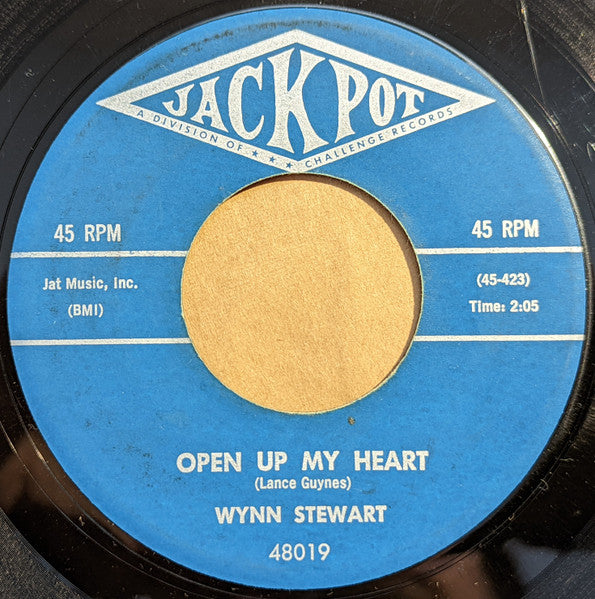 JACKPOT
A DIVISION OF ★ ★ ★ CHALLENGE RECORDS
45 RPM
45 RPM
Jat Music, Inc.
(BMI)
(45-423)
Time: 2:05
OPEN UP MY HEART
(Lance Guynes)
WYNN STEWART
48019